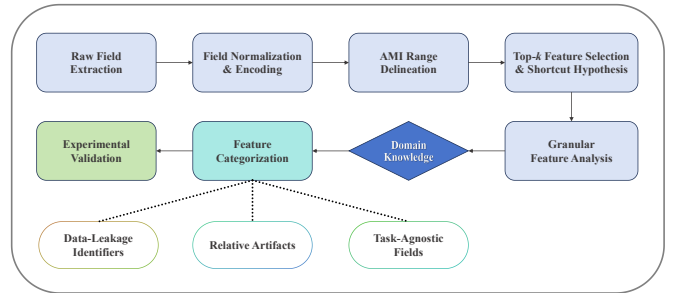 Raw Field
Extraction
Field Normalization
& Encoding
AMI Range
Delineation
Top-k Feature Selection
& Shortcut Hypothesis
Granular
Feature Analysis
Domain
Knowledge
Feature
Categorization
Experimental
Validation
Data-Leakage
Identifiers
Relative Artifacts
Task-Agnostic
Fields